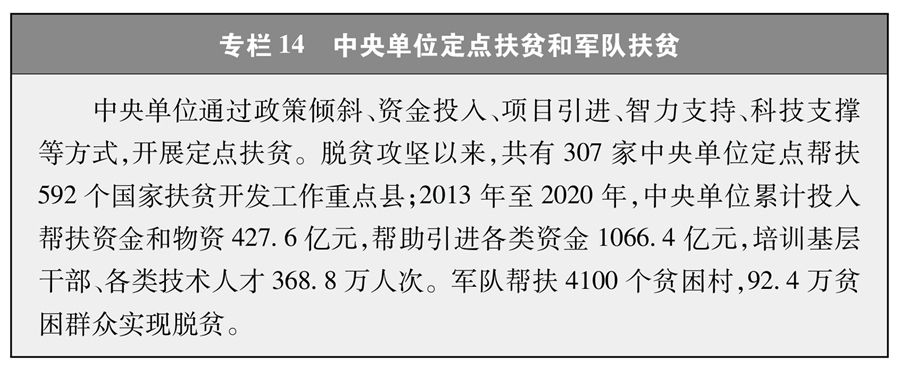 专栏 14　中央单位定点扶贫和军队扶贫
中央单位通过政策倾斜、资金投入、项目引进、智力支持、科技支撑
等方式,开展定点扶贫。脱贫攻坚以来,共有 307 家中央单位定点帮扶
592 个国家扶贫开发工作重点县;2013 年至 2020 年,中央单位累计投入
帮扶资金和物资 427. 6 亿元,帮助引进各类资金 1066. 4 亿元,培训基层
干部、各类技术人才 368. 8 万人次。军队帮扶 4100 个贫困村,92. 4 万贫
困群众实现脱贫。